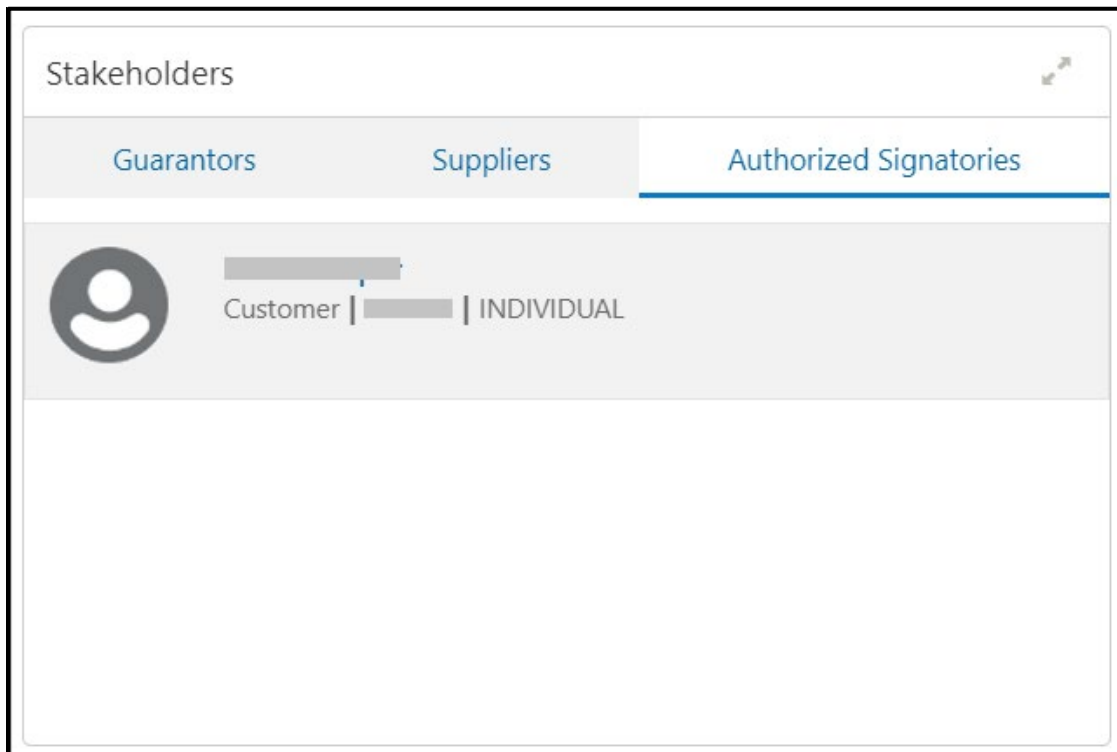 Stakeholders
Guarantors Suppliers Authorized Signatories
Customer | | INDIVIDUAL